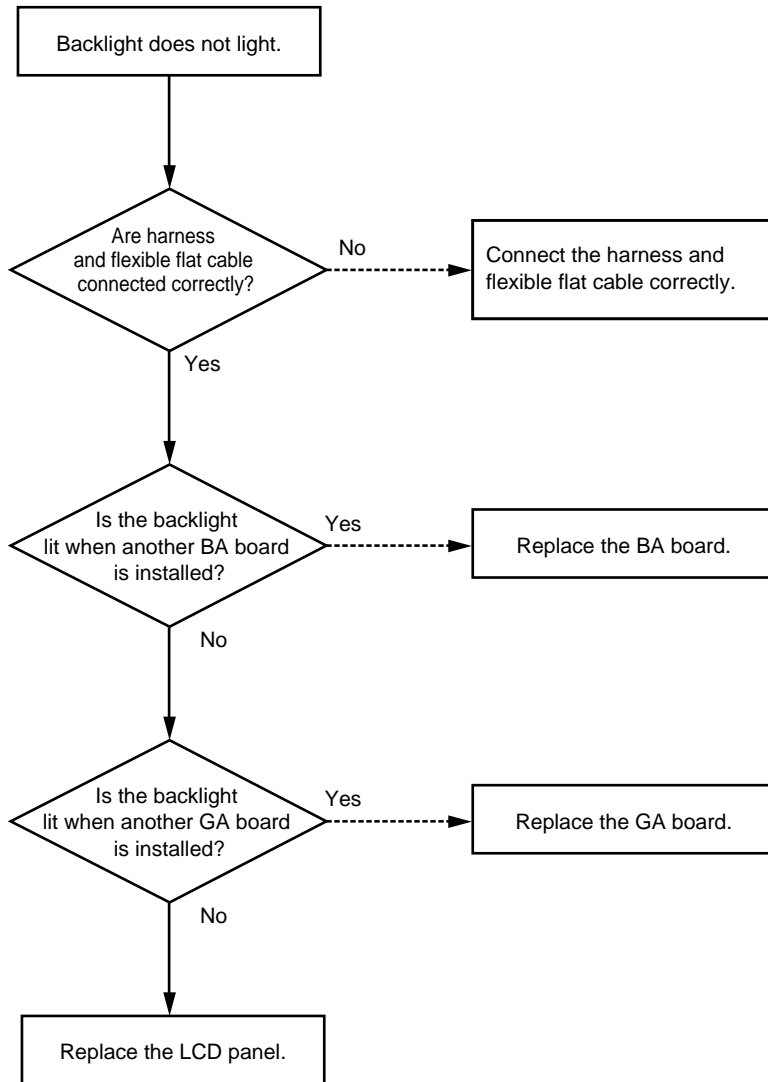 Backlight does not light.
Are harness
and flexible flat cable
connected correctly?
No
Connect the harness and
flexible flat cable correctly.
Yes
Is the backlight
lit when another BA board
is installed?
Yes
Replace the BA board.
No
Is the backlight
lit when another GA board
is installed?
Yes
Replace the GA board.
No
Replace the LCD panel.